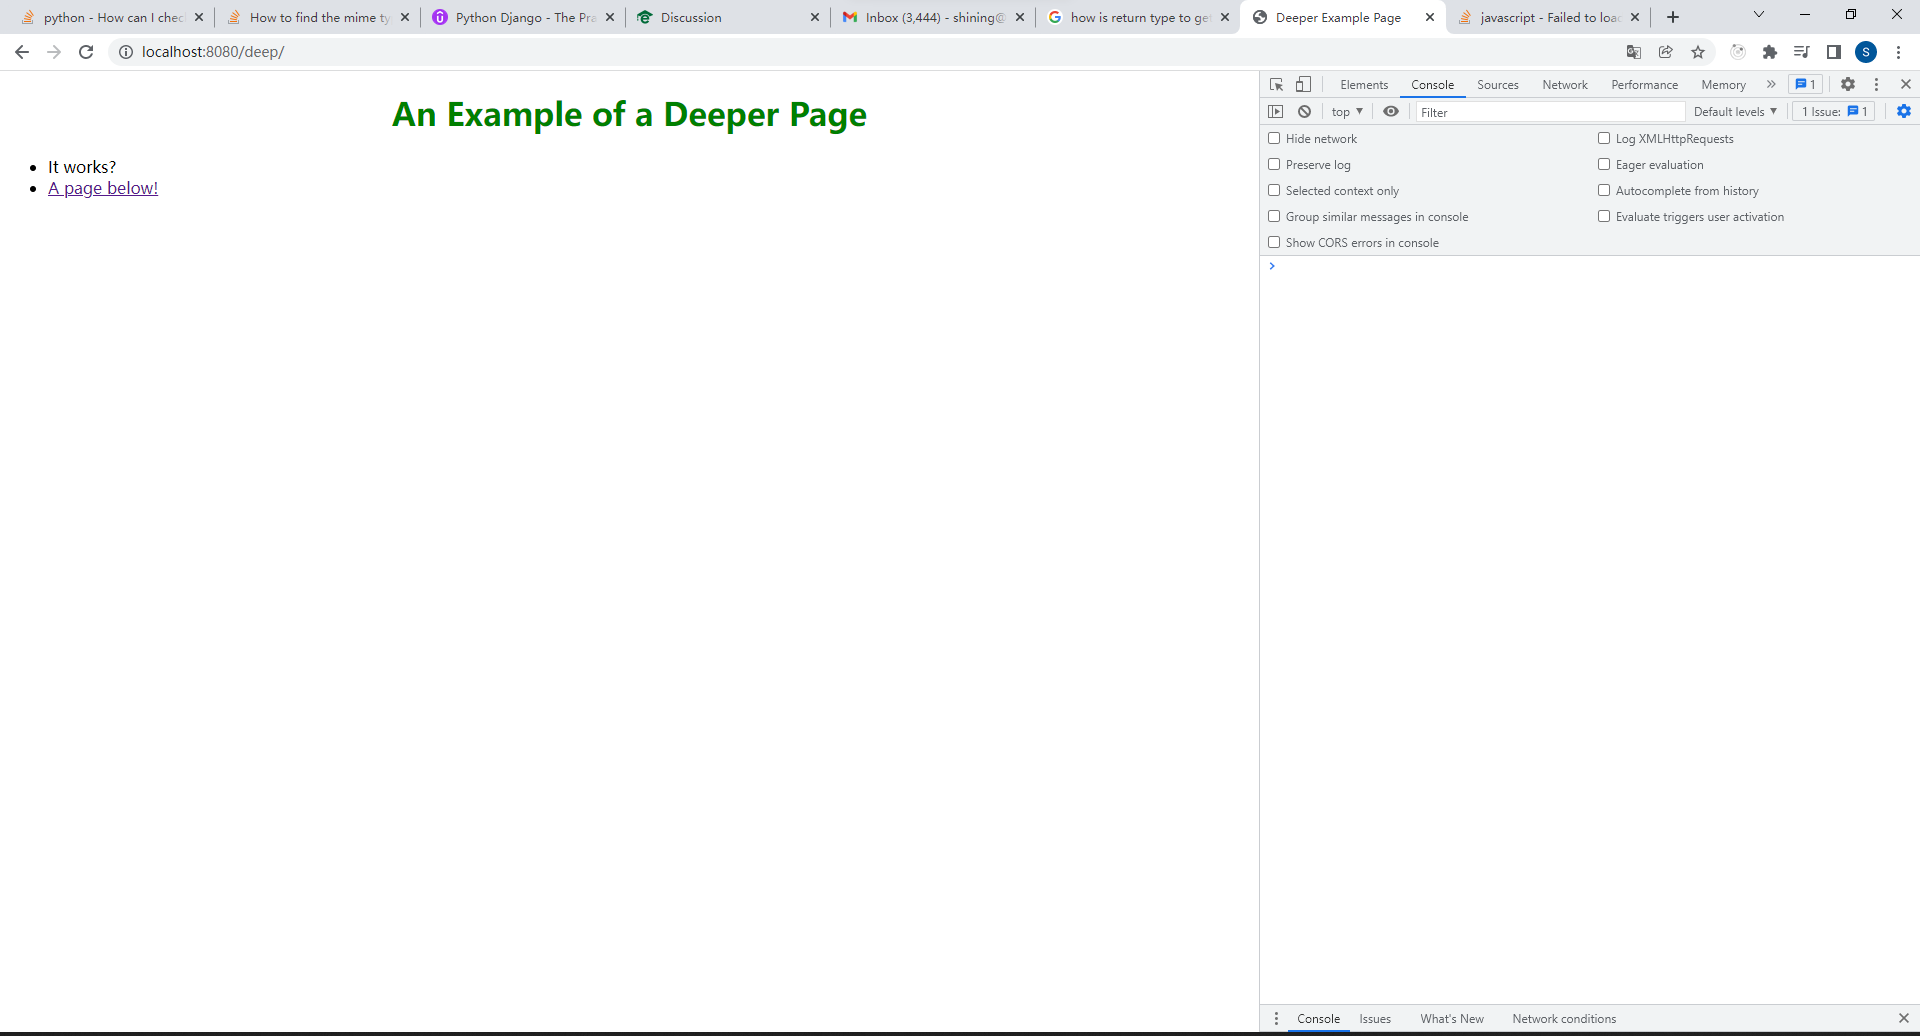 python - How can I chec
How to find the mime ty
Python Django - The Pra
Discussion
Inbox (3,444) - shining@
how is return type to get
Deeper Example Page
javascript - Failed to loa
localhost:8080/deep/
S
An Example of a Deeper Page
It works?
A page below!
Elements Console Sources Network Performance Memory » 1
top ▼ Filter Default levels ▼ 1 Issue: 1
Hide network
Log XMLHttpRequests
Preserve log
Eager evaluation
Selected context only
Autocomplete from history
Group similar messages in console
Evaluate triggers user activation
Show CORS errors in console
Console Issues What's New Network conditions